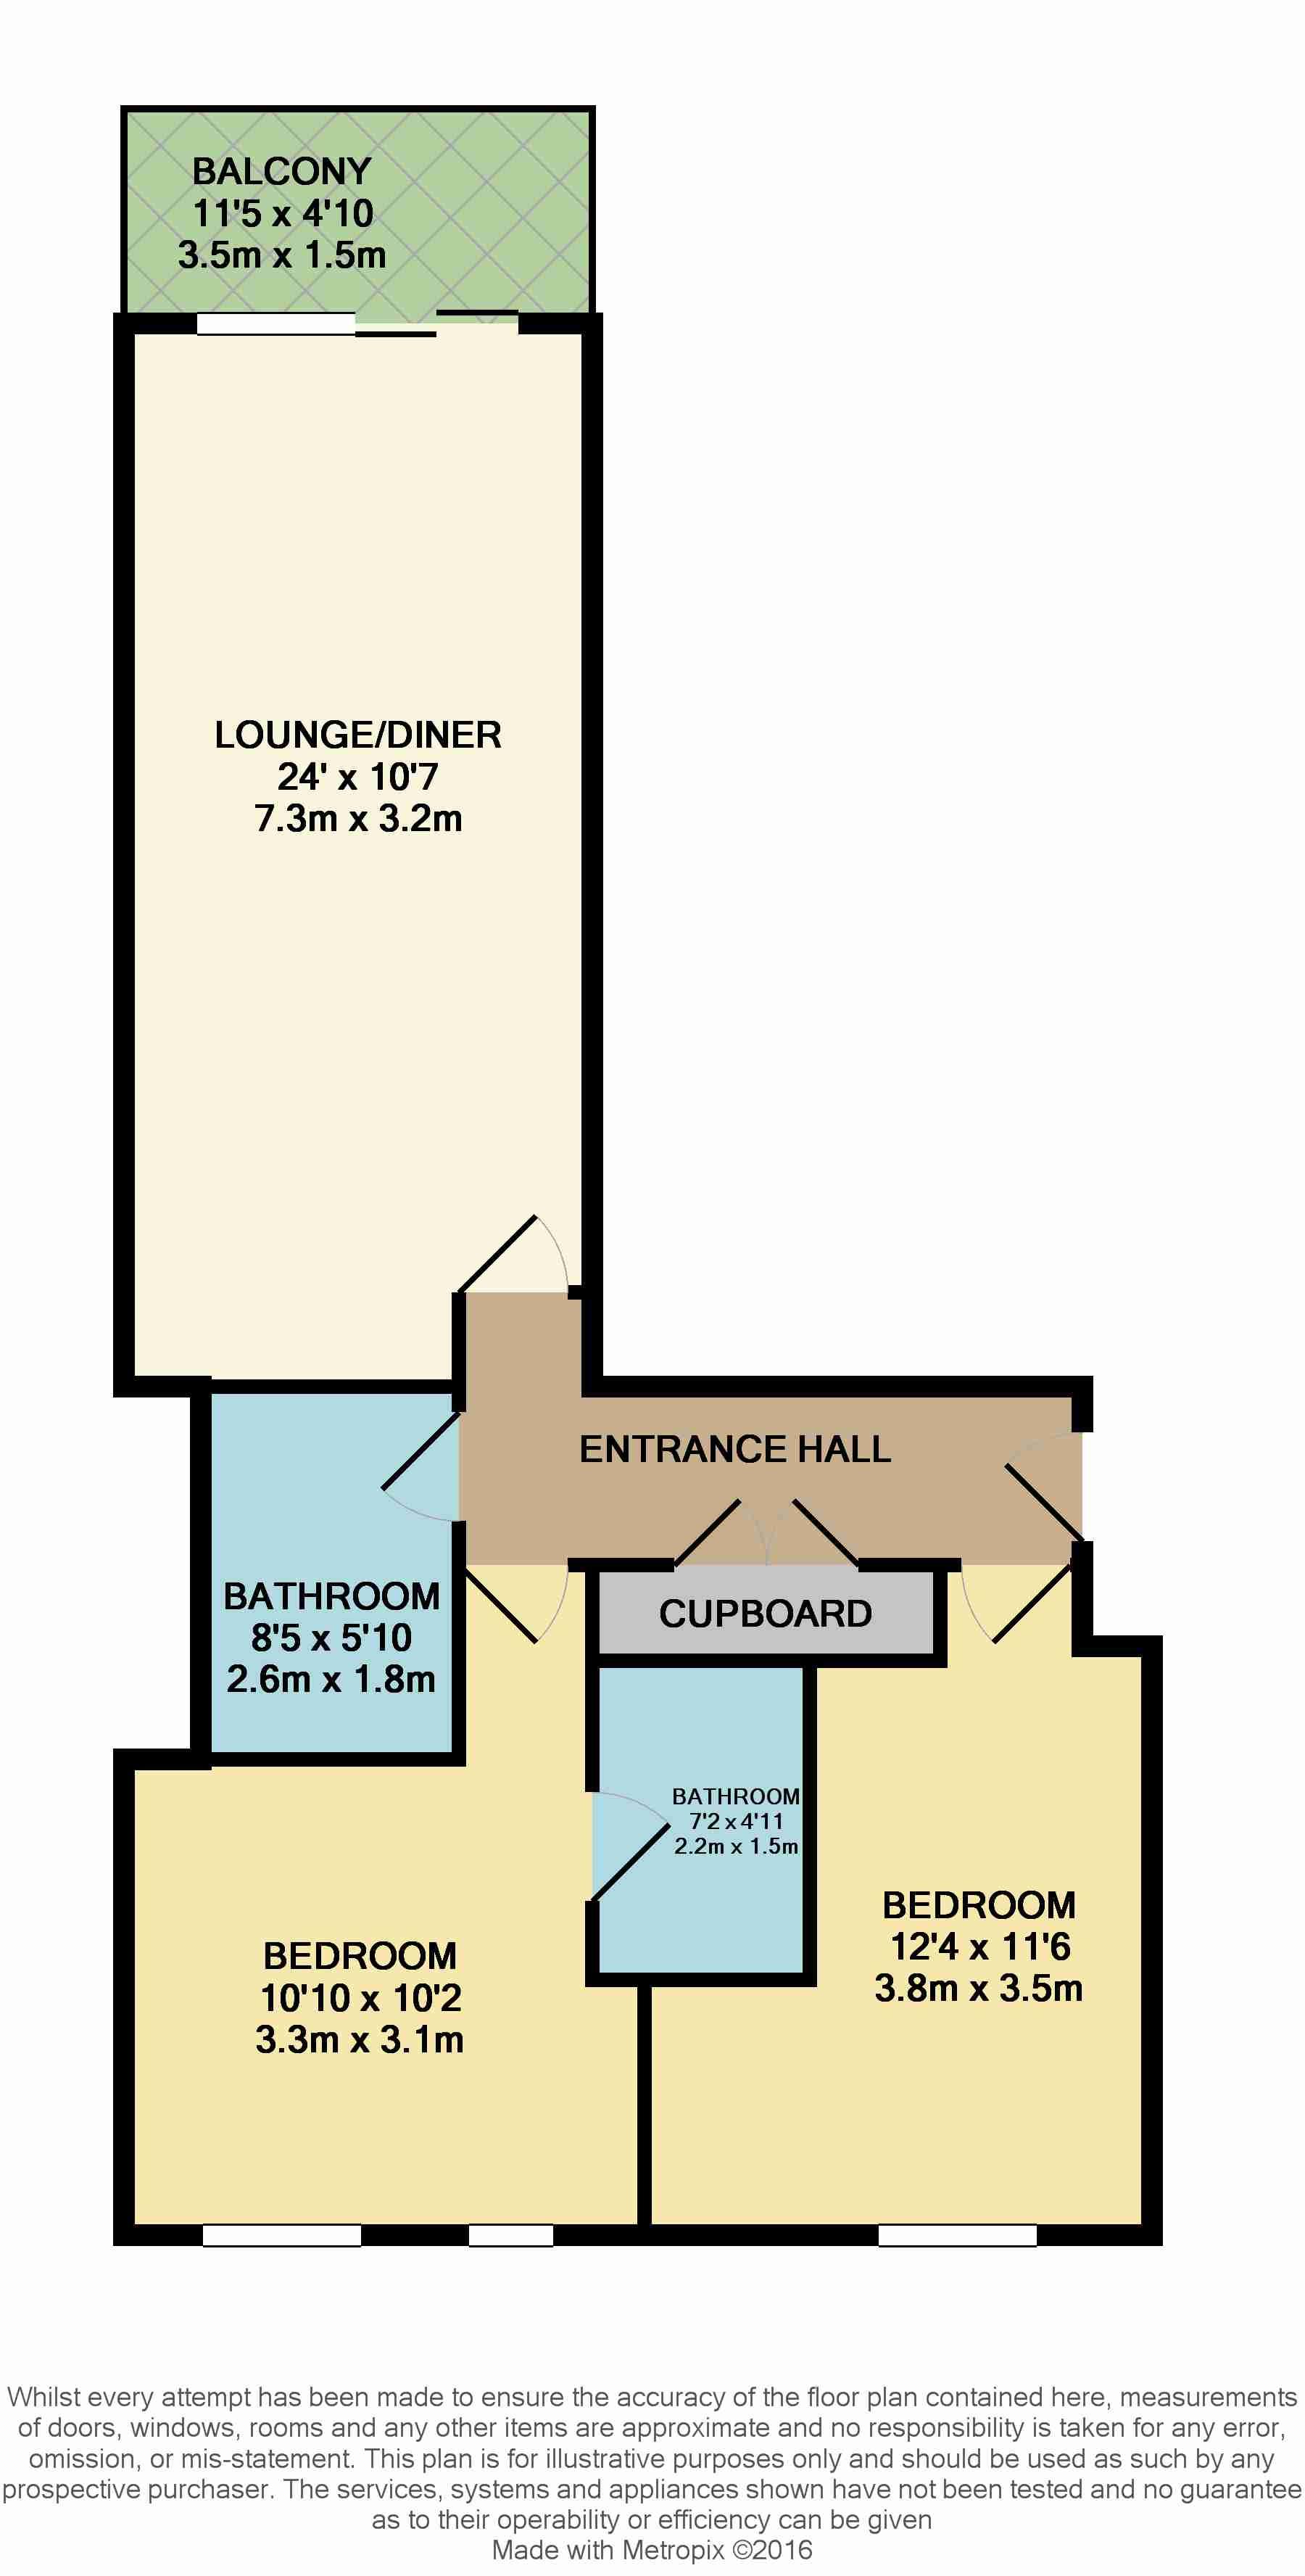 BALCONY
11'5 x 4'10
3.5m x 1.5m
LOUNGE/DINER
24' x 10'7
7.3m x 3.2m
ENTRANCE HALL
BATHROOM
8'5 x 5'10
2.6m x 1.8m
CUPBOARD
BATHROOM
7'2 x 4'11
2.2m x 1.5m
BEDROOM
12'4 x 11'6
3.8m x 3.5m
BEDROOM
10'10 x 10'2
3.3m x 3.1m
Whilst every attempt has been made to ensure the accuracy of the floor plan contained here, measurements
of doors, windows, rooms and any other items are approximate and no responsibility is taken for any error,
omission, or mis-statement. This plan is for illustrative purposes only and should be used as such by any
prospective purchaser. The services, systems and appliances shown have not been tested and no guarantee
as to their operability or efficiency can be given
Made with Metropix ©2016